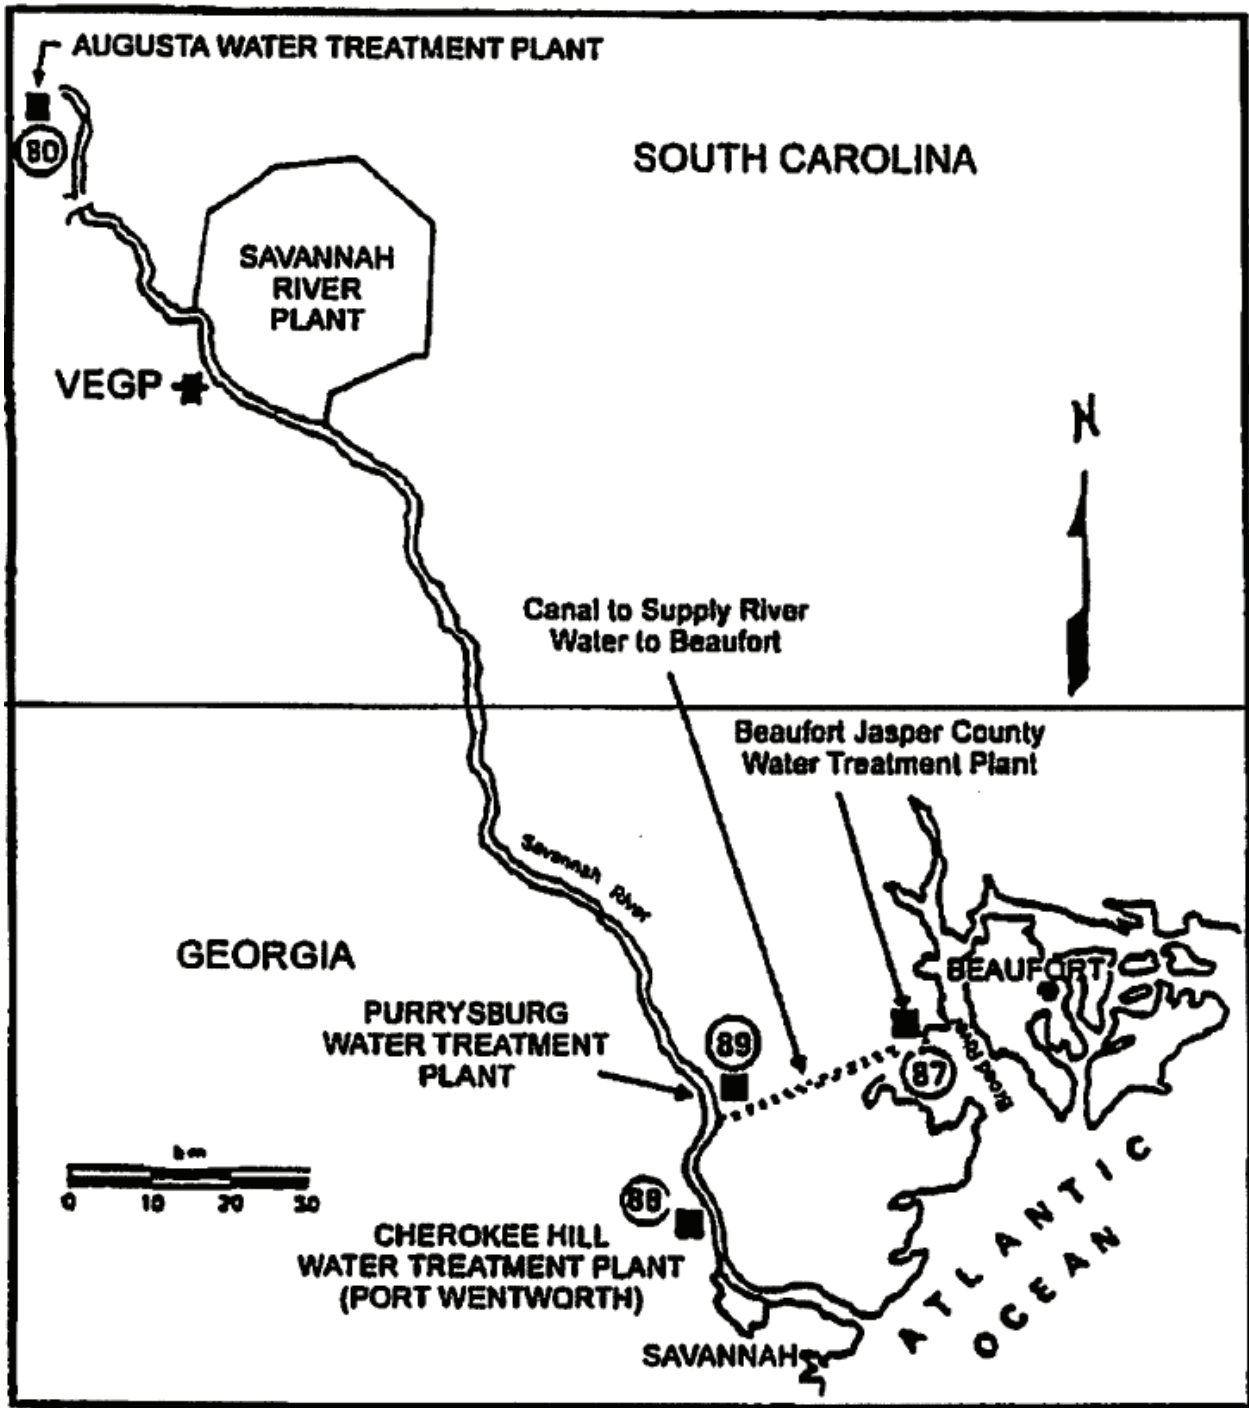 AUGUSTA WATER TREATMENT PLANT
80
SOUTH CAROLINA
SAVANNAH
RIVER
PLANT
VEGP
N
Canal to Supply River
Water to Beaufort
Beaufort Jasper County
Water Treatment Plant
Savannah River
GEORGIA
BEAUFORT
PURRYSBURG
WATER TREATMENT
PLANT
89
87
Broad River
km
0 10 20 30
88
CHEROKEE HILL
WATER TREATMENT PLANT
(PORT WENTWORTH)
ATLANTIC
OCEAN
SAVANNAH